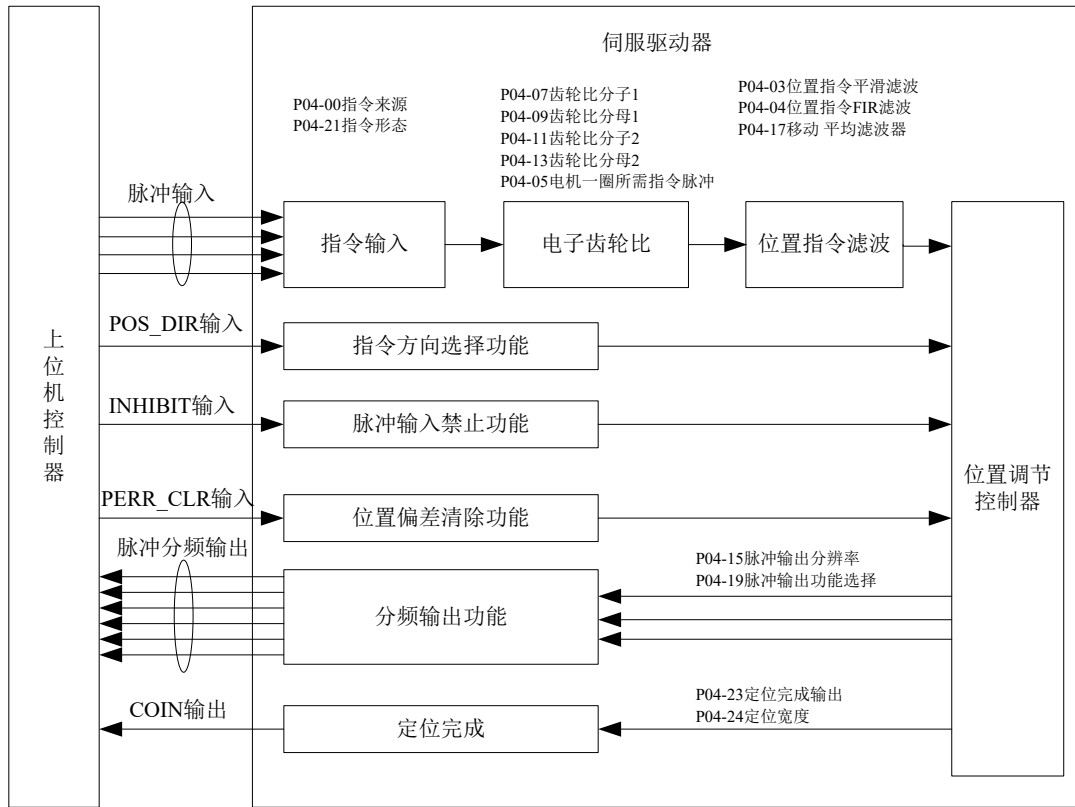 伺服驱动器
P04-00指令来源
P04-21指令形态
P04-07齿轮比分子1
P04-09齿轮比分母1
P04-11齿轮比分子2
P04-13齿轮比分母2
P04-05电机一圈所需指令脉冲
P04-03位置指令平滑滤波
P04-04位置指令FIR滤波
P04-17移动 平均滤波器
脉冲输入
指令输入
电子齿轮比
位置指令滤波
上位机控制器
POS_DIR输入
指令方向选择功能
INHIBIT输入
脉冲输入禁止功能
位置调节
控制器
PERR_CLR输入
位置偏差清除功能
脉冲分频输出
分频输出功能
P04-15脉冲输出分辨率
P04-19脉冲输出功能选择
COIN输出
定位完成
P04-23定位完成输出
P04-24定位宽度